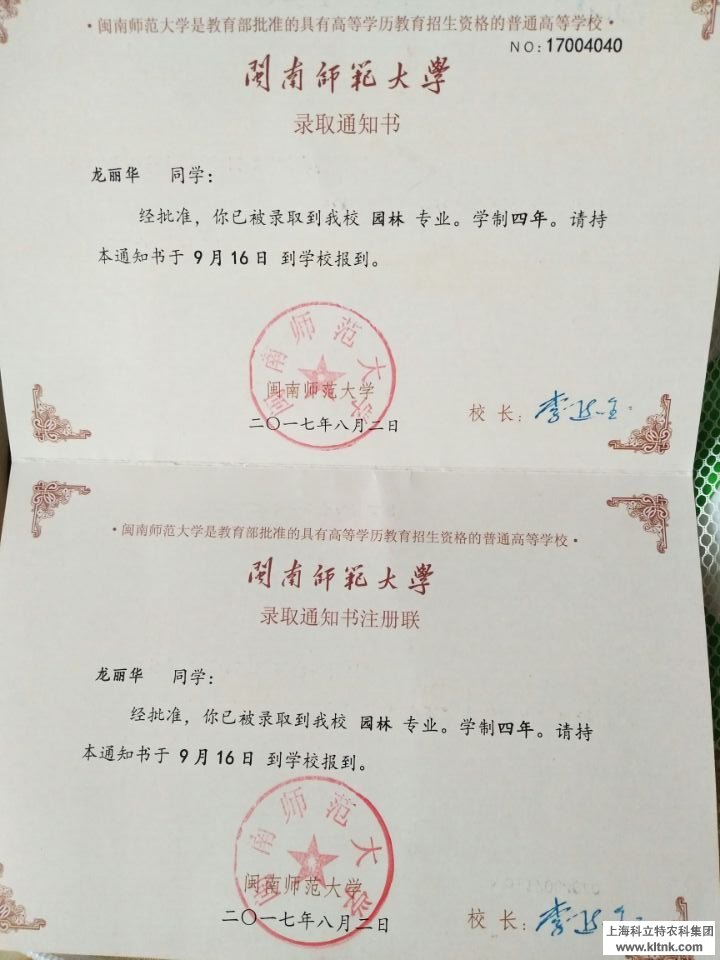 ·闽南师范大学是教育部批准的具有高等学历教育招生资格的普通高等学校·
NO:17004040
闽南师范大学
录取通知书
龙丽华 同学：
经批准，你已被录取到我校 园林 专业。学制四年。请持
本通知书于 9月16日 到学校报到。
闽南师范大学
闽南师范大学
二〇一七年八月二日
校 长：
·闽南师范大学是教育部批准的具有高等学历教育招生资格的普通高等学校·
闽南师范大学
录取通知书注册联
龙丽华 同学：
经批准，你已被录取到我校 园林 专业。学制四年。请持
本通知书于 9月16日 到学校报到。
闽南师范大学
闽南师范大学
二〇一七年八月二日
校 长：
上海科立特农科集团
www.kltnk.com